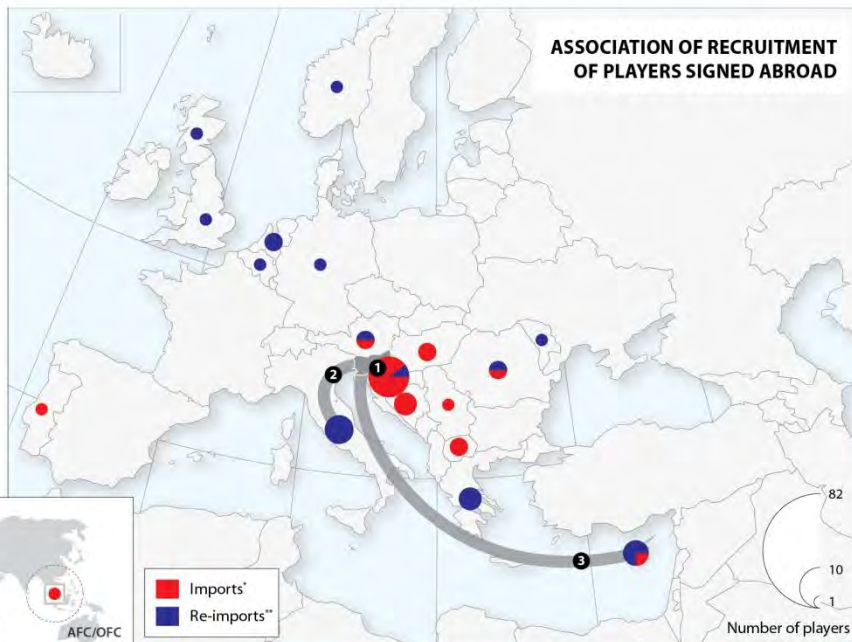 ASSOCIATION OF RECRUITMENT
OF PLAYERS SIGNED ABROAD
1
2
3
82
10
1
Number of players
Imports*
Re-imports**
AFC/OFC